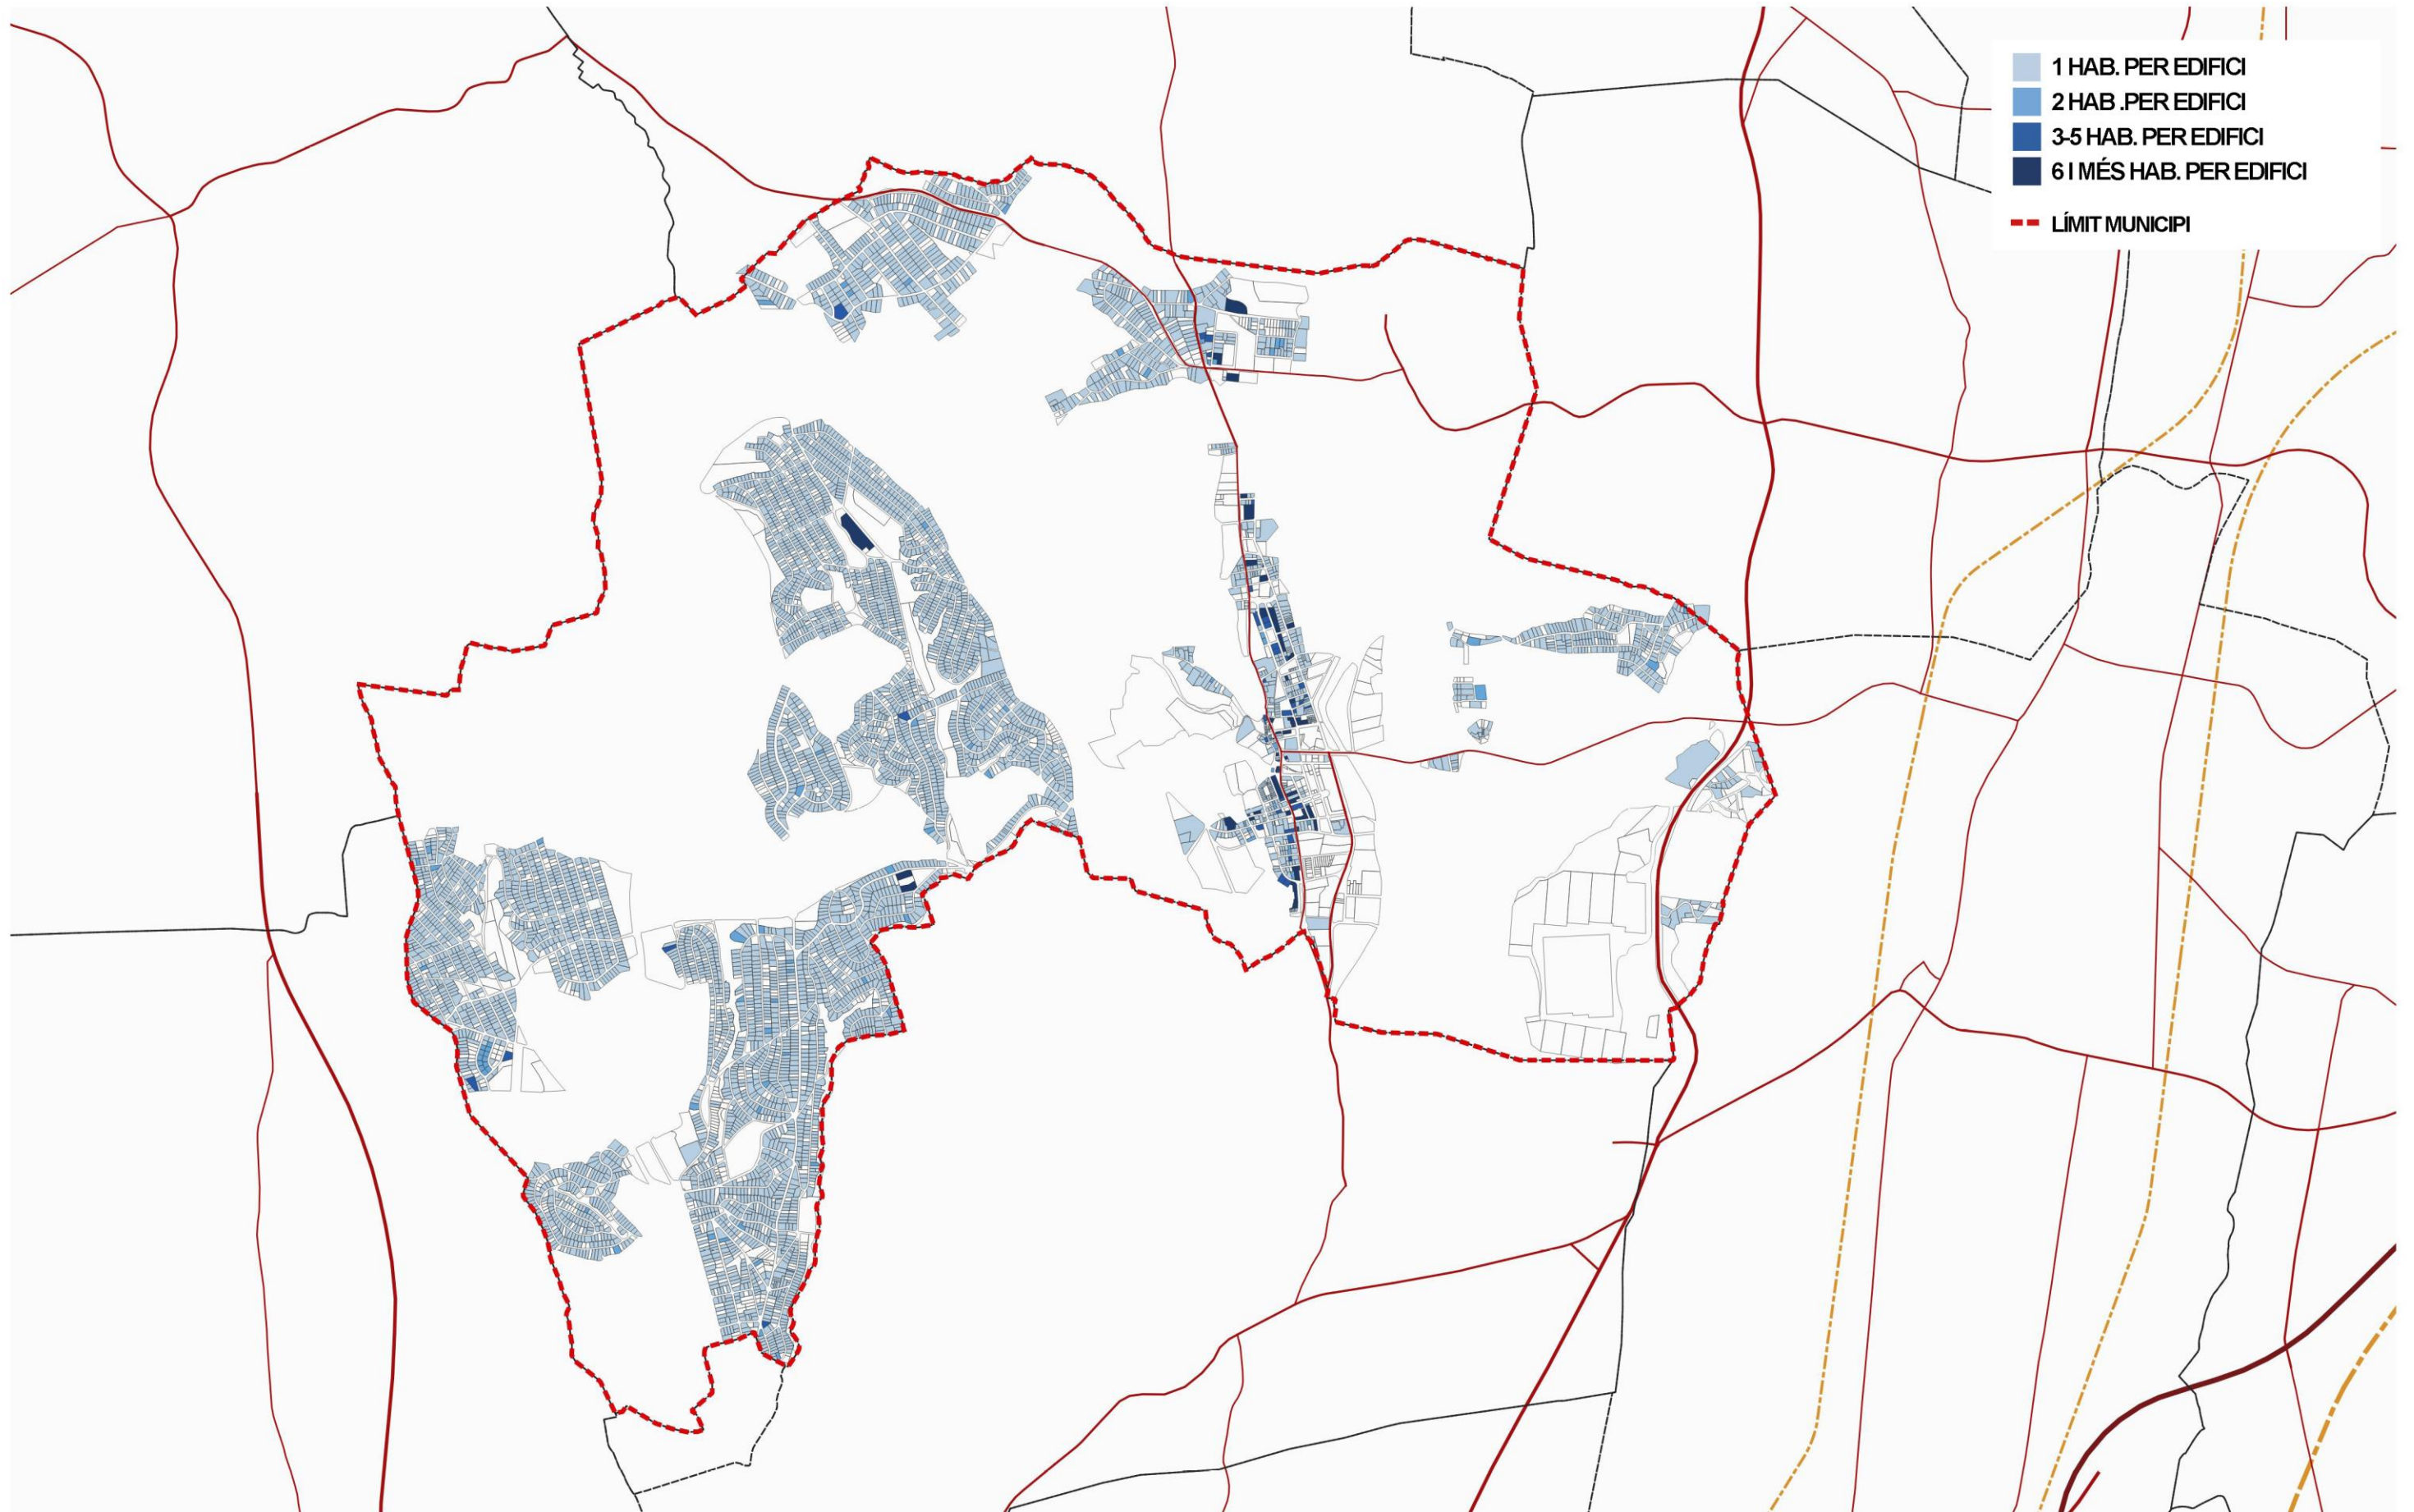 1 HAB. PER EDIFICI
2 HAB .PER EDIFICI
3-5 HAB. PER EDIFICI
6 I MÉS HAB. PER EDIFICI
LÍMIT MUNICIPI